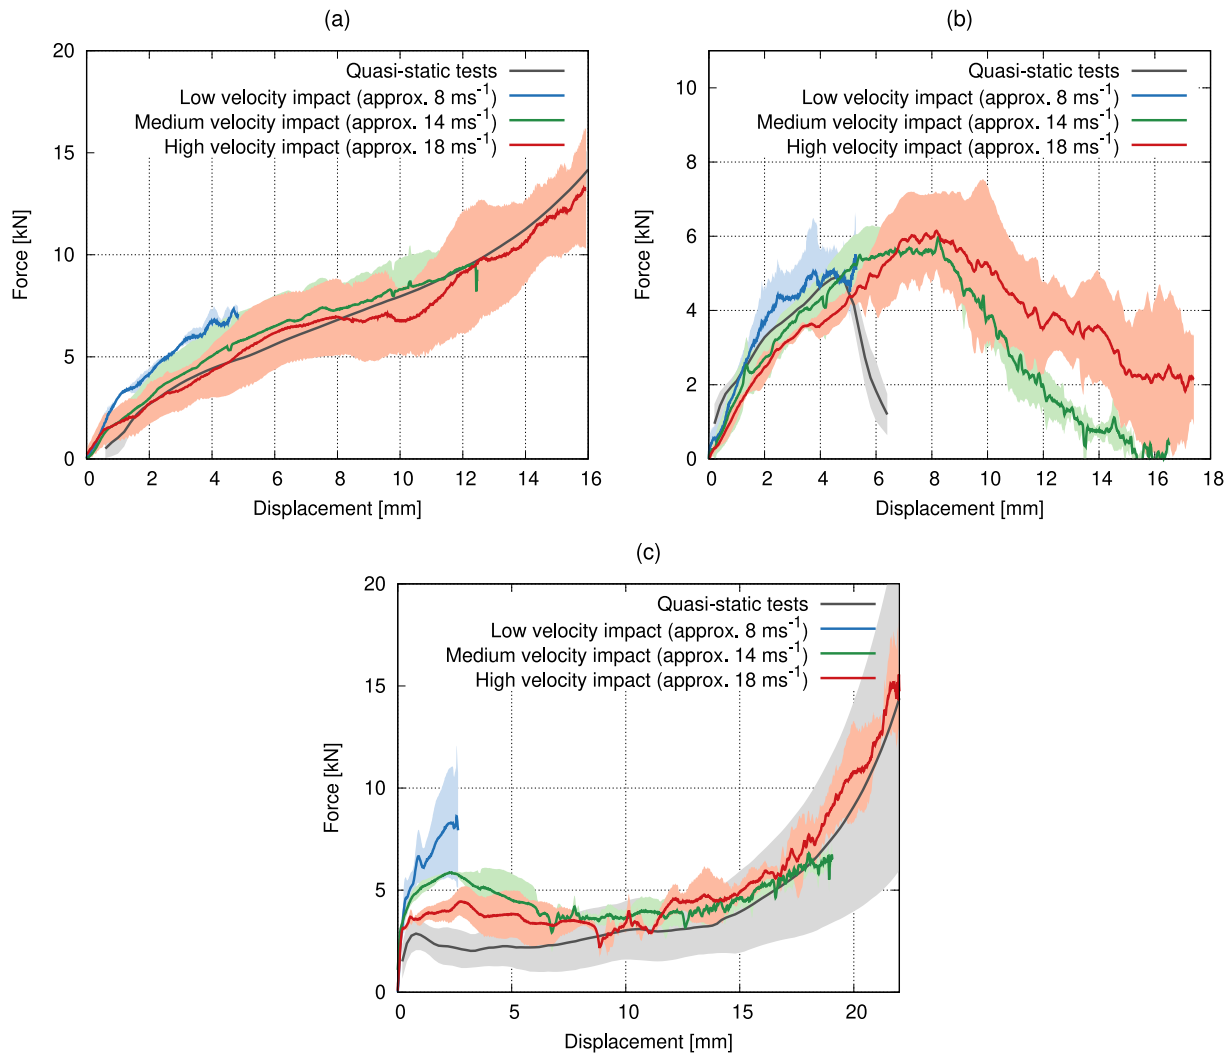 (a)
20
15
10
5
0
Force [kN]
Quasi-static tests
Low velocity impact (approx. 8 ms-1)
Medium velocity impact (approx. 14 ms-1)
High velocity impact (approx. 18 ms-1)
0 2 4 6 8 10 12 14 16
Displacement [mm]
(b)
10
8
6
4
2
0
Force [kN]
Quasi-static tests
Low velocity impact (approx. 8 ms-1)
Medium velocity impact (approx. 14 ms-1)
High velocity impact (approx. 18 ms-1)
0 2 4 6 8 10 12 14 16 18
Displacement [mm]
(c)
20
15
10
5
0
Force [kN]
Quasi-static tests
Low velocity impact (approx. 8 ms-1)
Medium velocity impact (approx. 14 ms-1)
High velocity impact (approx. 18 ms-1)
0 5 10 15 20
Displacement [mm]